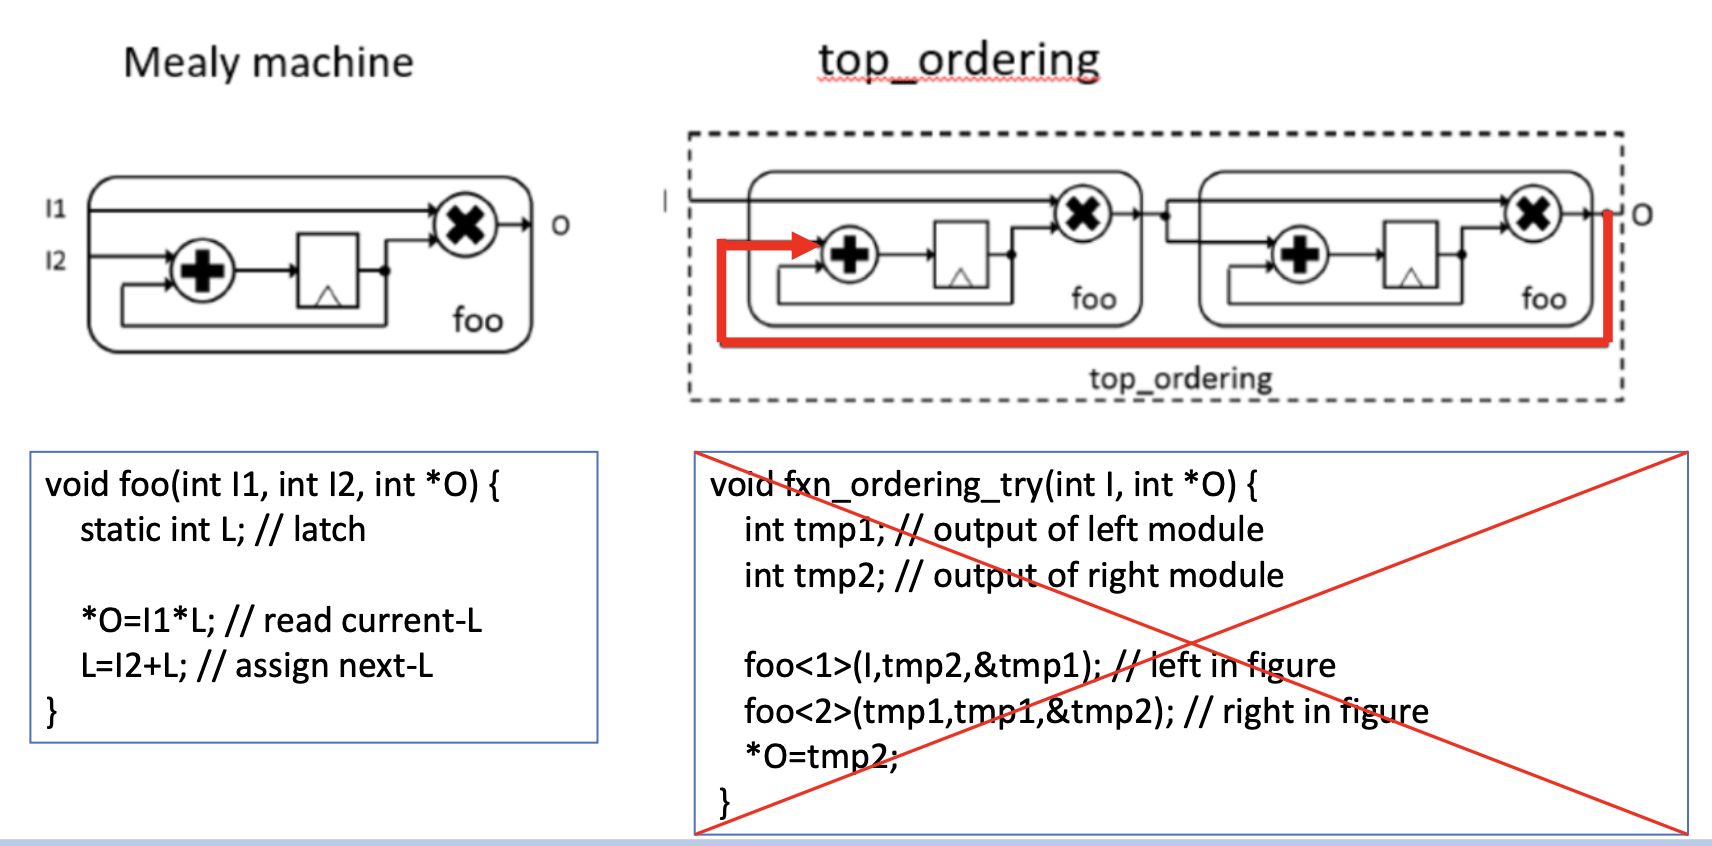 Mealy machine
top_ordering
I1
I2
O
foo
I
foo
foo
O
top_ordering
void foo(int I1, int I2, int *O) {
static int L; // latch
*O=I1*L; // read current-L
L=I2+L; // assign next-L
}
void fxn_ordering_try(int I, int *O) {
int tmp1; // output of left module
int tmp2; // output of right module
foo<1>(I,tmp2,&tmp1); // left in figure
foo<2>(tmp1,tmp1,&tmp2); // right in figure
*O=tmp2;
}